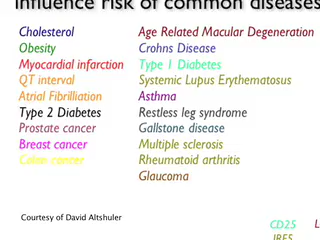 influence risk of common diseases
Cholesterol
Obesity
Myocardial infarction
QT interval
Atrial Fibrilliation
Type 2 Diabetes
Prostate cancer
Breast cancer
Colon cancer
Age Related Macular Degeneration
Crohns Disease
Type 1 Diabetes
Systemic Lupus Erythematosus
Asthma
Restless leg syndrome
Gallstone disease
Multiple sclerosis
Rheumatoid arthritis
Glaucoma
Courtesy of David Altshuler
CD25